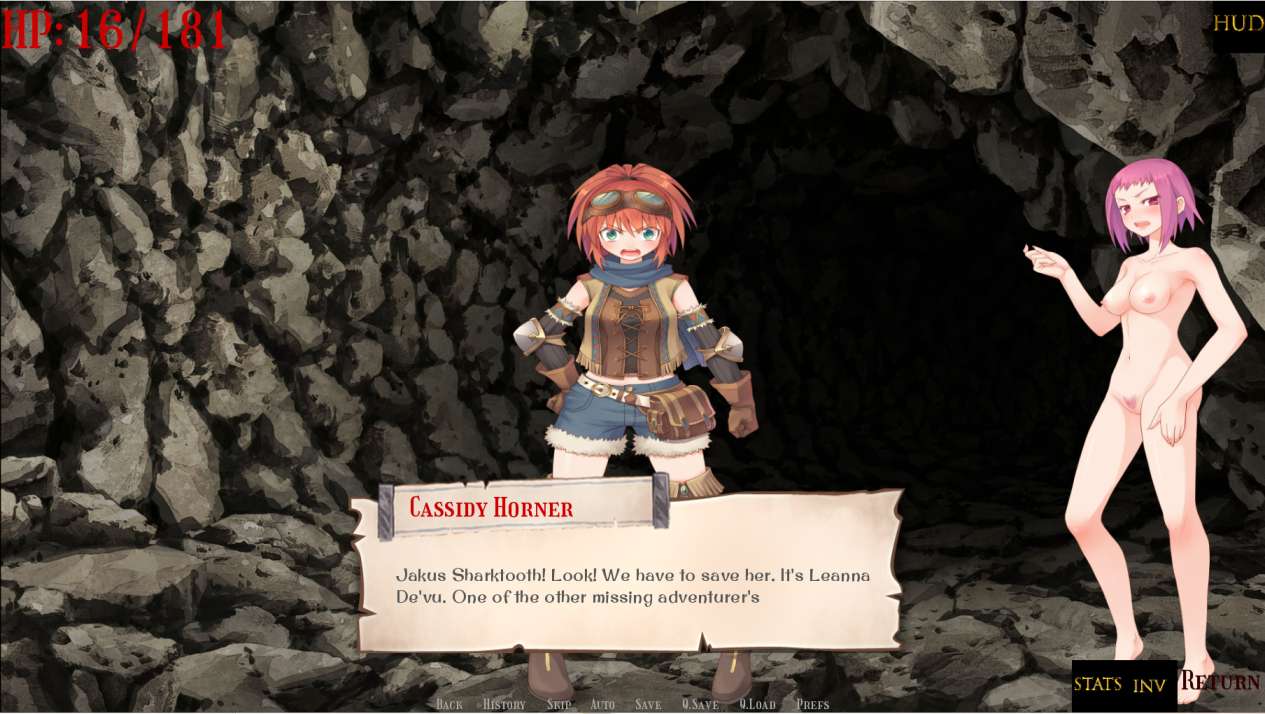 HP: 16/181
HUD
Cassidy Horner
Jakus Sharktooth! Look! We have to save her. It's Leanna
De'vu. One of the other missing adventurer's
STATS INV Return
Back History Skip Auto Save Q.Save Q.Load Prefs